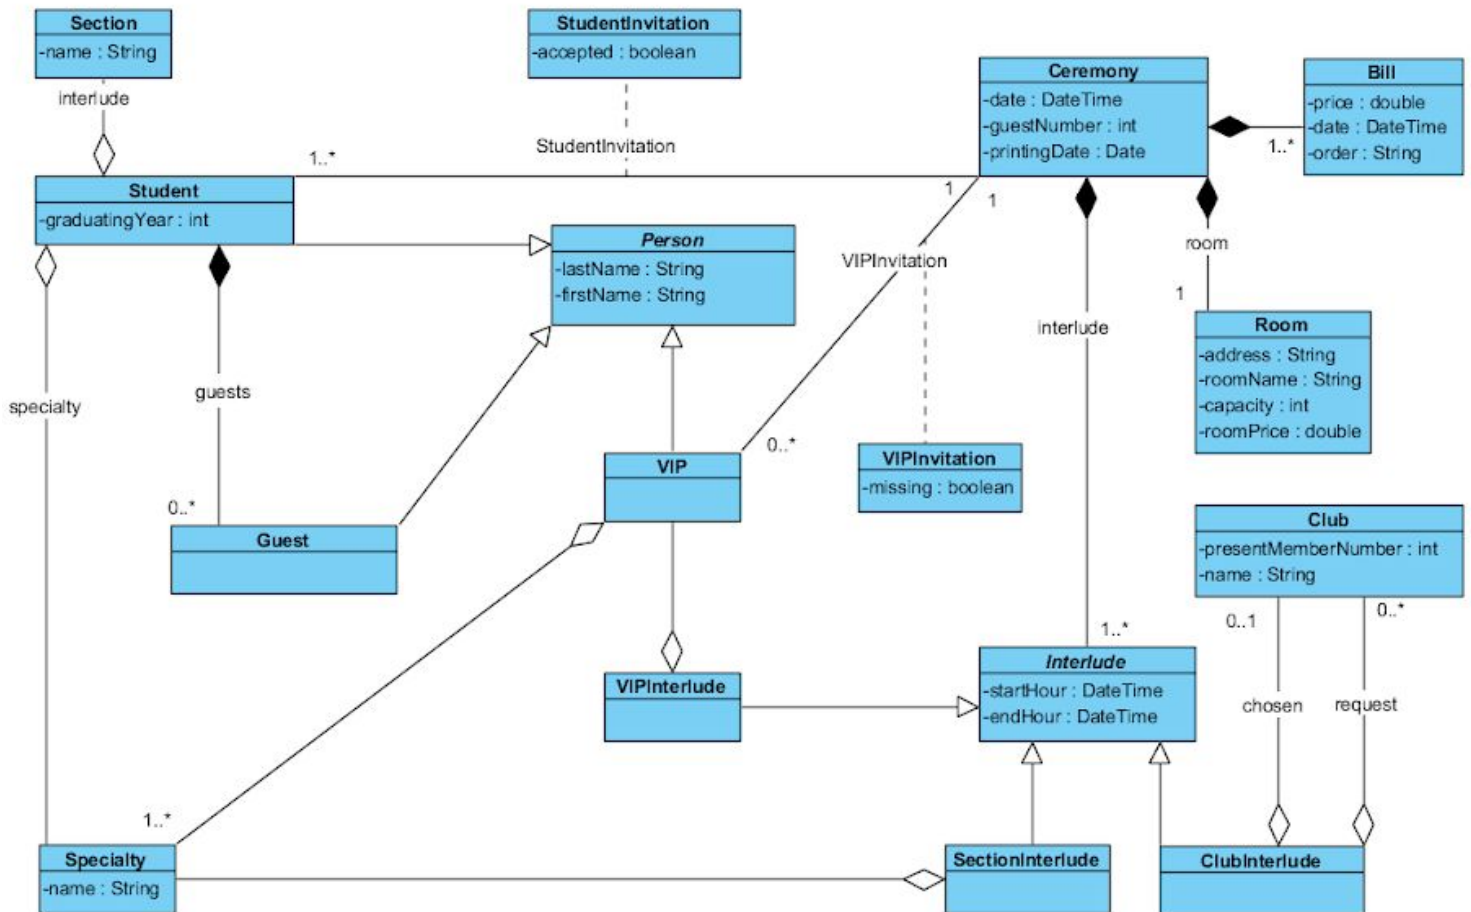 Section
-name : String
interlude
StudentInvitation
-accepted : boolean
StudentInvitation
Ceremony
-date : DateTime
-guestNumber : int
-printingDate : Date
Bill
-price : double
-date : DateTime
-order : String
1..*
1..*
1
1
Student
-graduatingYear : int
Person
-lastName : String
-firstName : String
VIPInvitation
room
1
interlude
Room
-address : String
-roomName : String
-capacity : int
-roomPrice : double
specialty
guests
0..*
Guest
VIP
0..*
VIPInvitation
-missing : boolean
Club
-presentMemberNumber : int
-name : String
0..1
0..*
1..*
Interlude
-startHour : DateTime
-endHour : DateTime
VIPInterlude
chosen
request
1..*
Specialty
-name : String
SectionInterlude
ClubInterlude